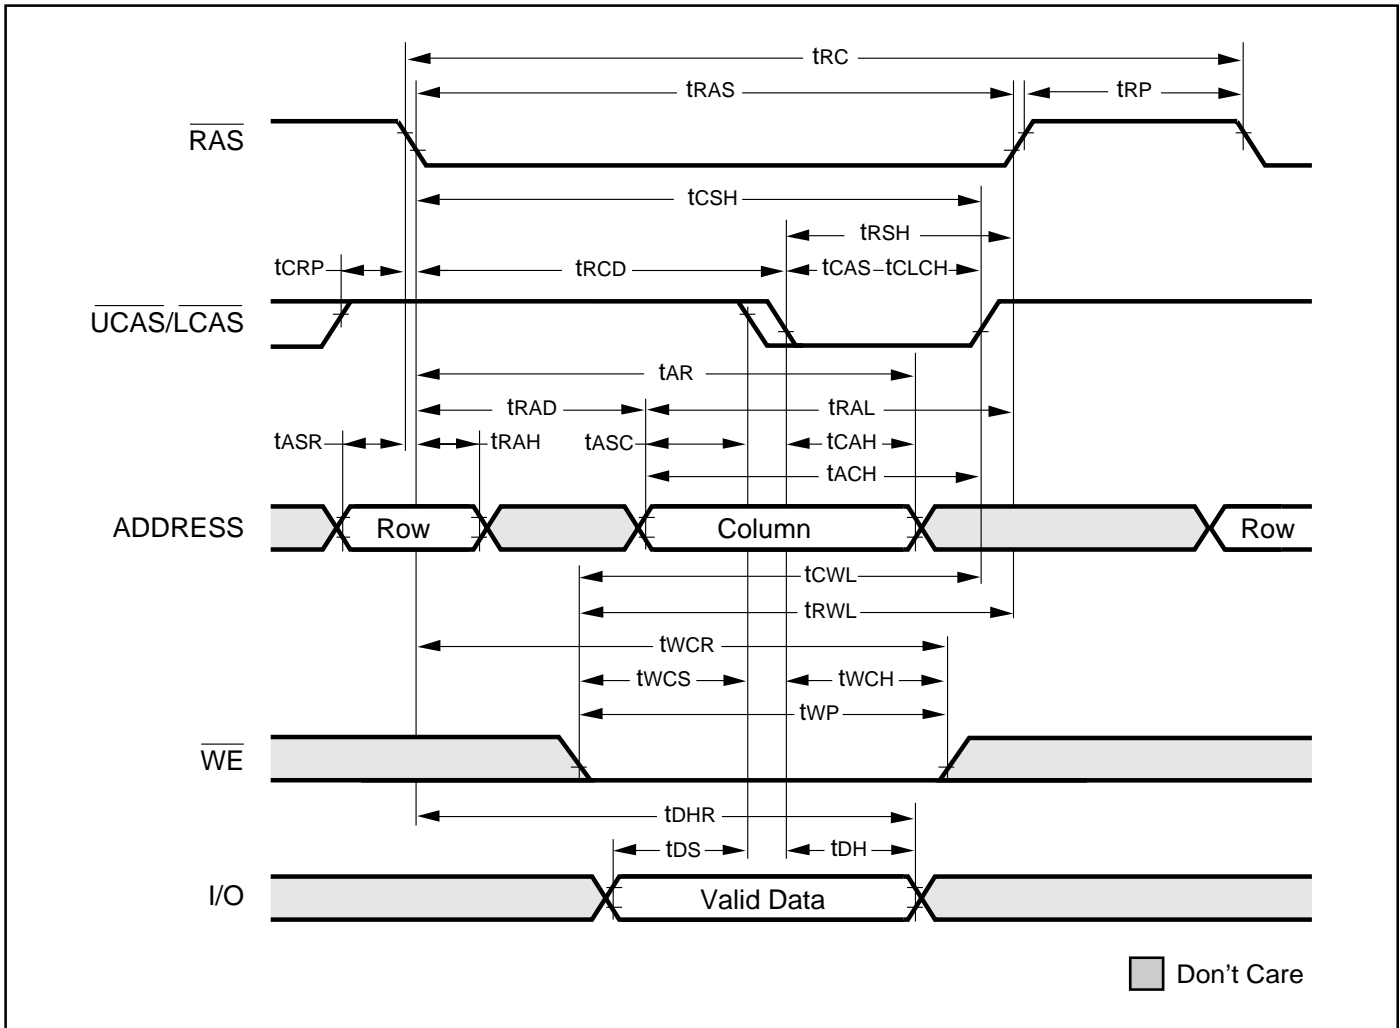 tRC
tRAS
tRP
RAS
tCSH
tRSH
tCRP
tRCD
tCAS tCLCH
UCAS/LCAS
tAR
tRAD
tRAL
tASR
tRAH
tASC
tCAH
tACH
ADDRESS
Row
Column
Row
tCWL
tRWL
tWCR
tWCS
tWCH
tWP
WE
tDHR
tDS
tDH
I/O
Valid Data
Don't Care